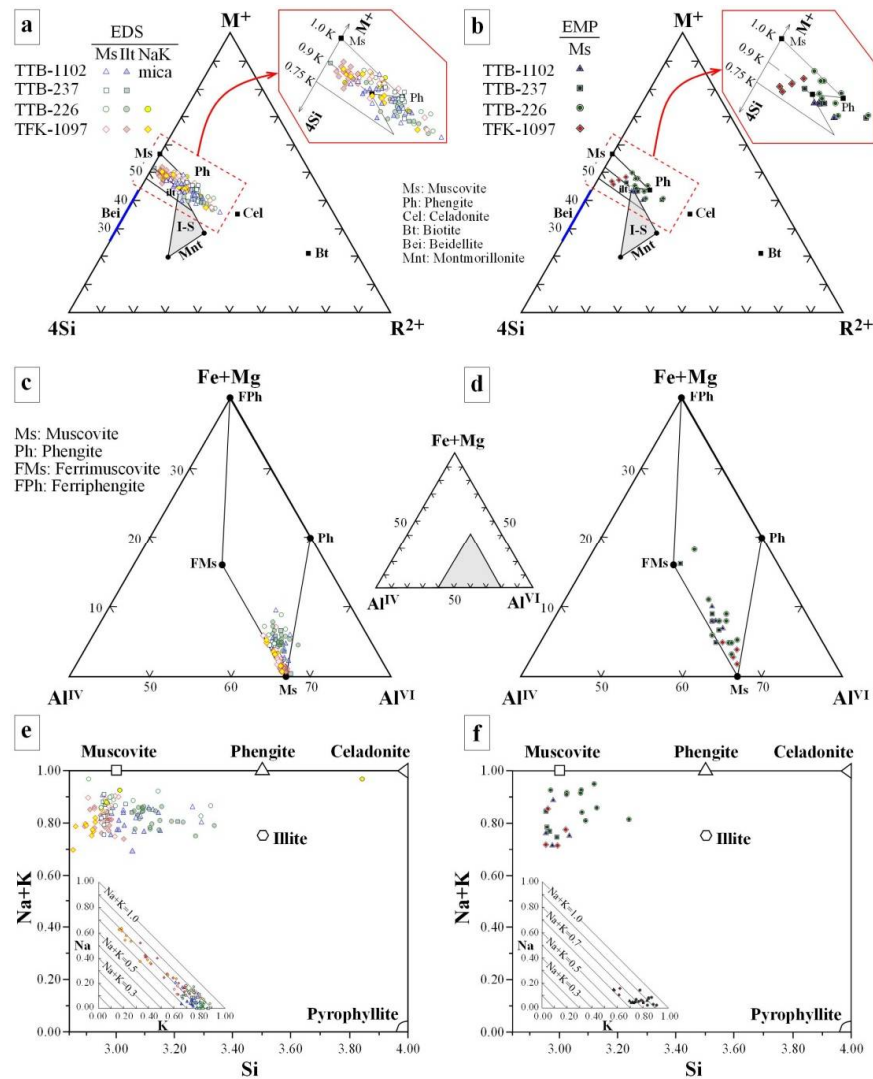 a
EDS
Ms Ilt NaK
mica
TTB-1102
TTB-237
TTB-226
TFK-1097
M+
1.0 K
0.9 K
0.75 K
M+
Ms
Ph
4Si
Ms
50
40
30
Bei
Ph
ilt
I-S
Mnt
Cel
Bt
4Si
R2+
Ms: Muscovite
Ph: Phengite
Cel: Celadonite
Bt: Biotite
Bei: Beidellite
Mnt: Montmorillonite
b
EMP
Ms
TTB-1102
TTB-237
TTB-226
TFK-1097
M+
1.0 K
0.9 K
0.75 K
M+
Ms
Ph
4Si
Ms
50
40
30
Bei
Ph
ilt
I-S
Mnt
Cel
Bt
4Si
R2+
c
Fe+Mg
FPh
Ms: Muscovite
Ph: Phengite
FMs: Ferrimuscovite
FPh: Ferriphengite
30
20
10
Ph
FMs
Ms
AlIV
50
60
70
AlVI
Fe+Mg
50
50
AlIV
50
AlVI
d
Fe+Mg
FPh
30
20
10
Ph
FMs
Ms
AlIV
50
60
70
AlVI
e
Muscovite
Phengite
Celadonite
1.00
0.80
0.60
0.40
0.20
0.00
Na+K
Illite
Pyrophyllite
1.00
0.80
0.60
0.40
0.20
0.00
Na
Na+K=1.0
Na+K=0.5
Na+K=0.3
0.00
0.20
0.40
0.60
0.80
1.00
K
3.00
3.20
3.40
3.60
3.80
4.00
Si
f
Muscovite
Phengite
Celadonite
1.00
0.80
0.60
0.40
0.20
0.00
Na+K
Illite
Pyrophyllite
1.00
0.80
0.60
0.40
0.20
0.00
Na
Na+K=1.0
Na+K=0.7
Na+K=0.5
Na+K=0.3
0.00
0.20
0.40
0.60
0.80
1.00
K
3.00
3.20
3.40
3.60
3.80
4.00
Si